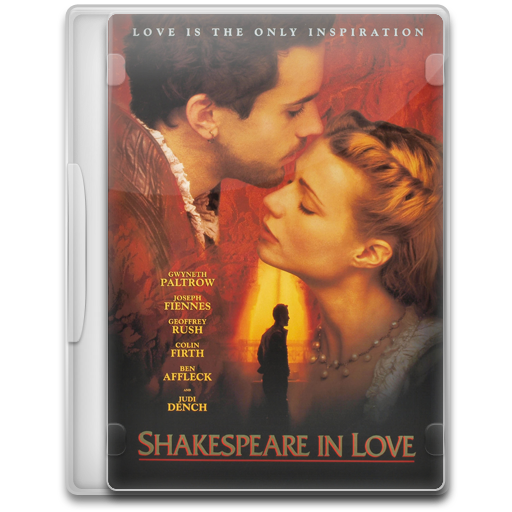 LOVE IS THE ONLY INSPIRATION
GWYNETH
PALTROW
JOSEPH
FIENNES
GEOFFREY
RUSH
COLIN
FIRTH
BEN
AFFLECK
AND
JUDI
DENCH
SHAKESPEARE IN LOVE